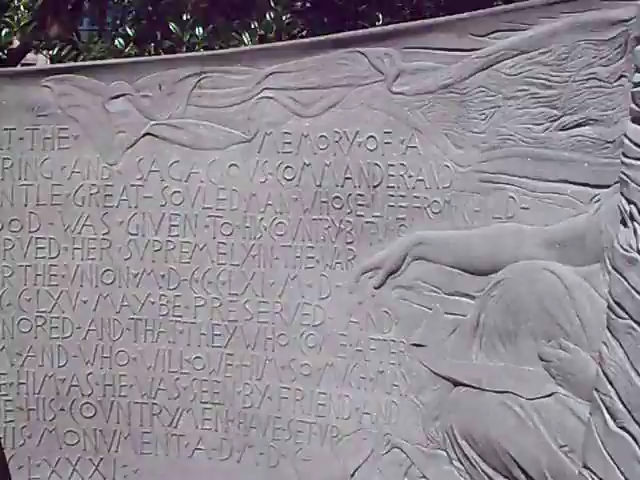 T·THE· MEMORY·OF·A
RING·AND·SAGACIOVS·COMMANDER·AND
NTLE·GREAT-SOVLED·MAN·WHOSE·LIFE·FROM·CHILD-
OOD·WAS·GIVEN·TO·HIS·COVNTRY·BVT
RVED·HER·SVPREMELY·IN·THE·WAR
R·THE·VNION·M·D·CCCLXI·M·D·
CLXV·MAY·BE·PRESERVED·AND
NORED·AND·THAT·THEY·WHO·COME·AFTER
AND·WHO·WILL·OWE·HIM·SO·MVCH·MAY
E·HIM·AS·HE·WAS·SEEN·BY·FRIEND·AND
E·HIS·COVNTRYMEN·HAVE·SET·VP
IS·MONVMENT·A·D·M·D·C·
LXXXI·